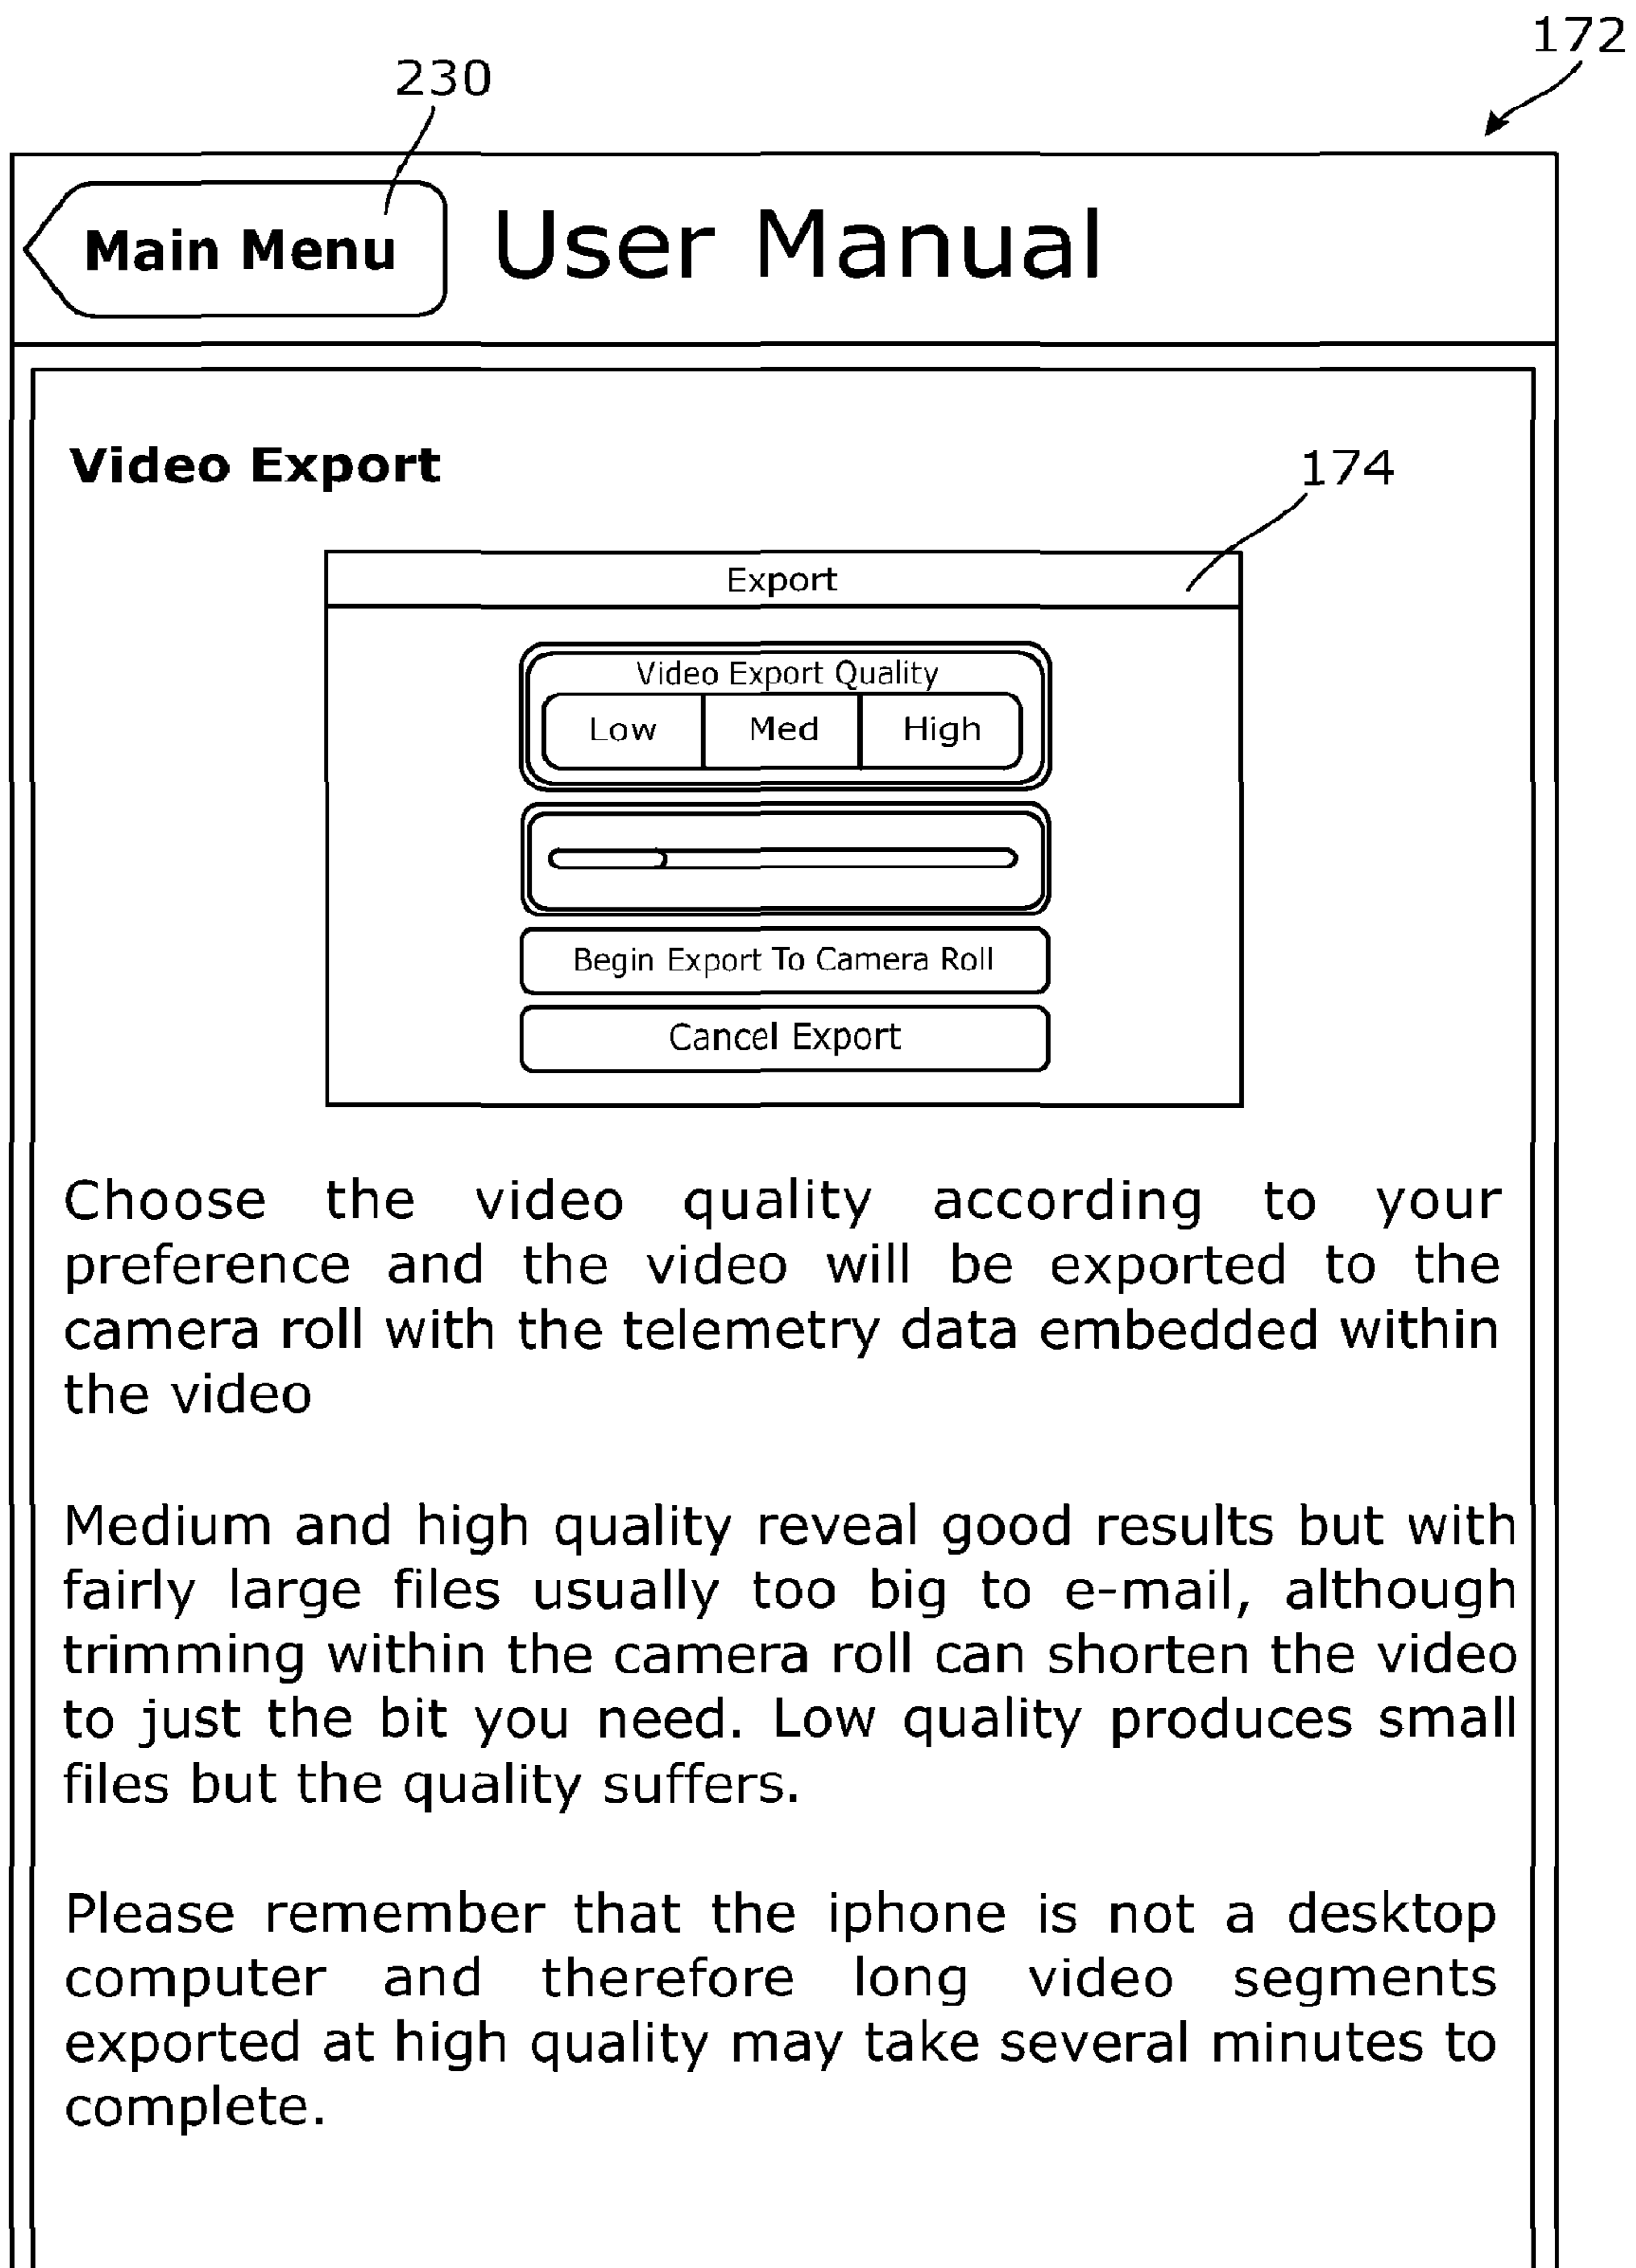 172
230
Main Menu
User Manual
Video Export
174
Export
Video Export Quality
Low Med High
Begin Export To Camera Roll
Cancel Export
Choose the video quality according to your
preference and the video will be exported to the
camera roll with the telemetry data embedded within
the video
Medium and high quality reveal good results but with
fairly large files usually too big to e-mail, although
trimming within the camera roll can shorten the video
to just the bit you need. Low quality produces small
files but the quality suffers.
Please remember that the iphone is not a desktop
computer and therefore long video segments
exported at high quality may take several minutes to
complete.